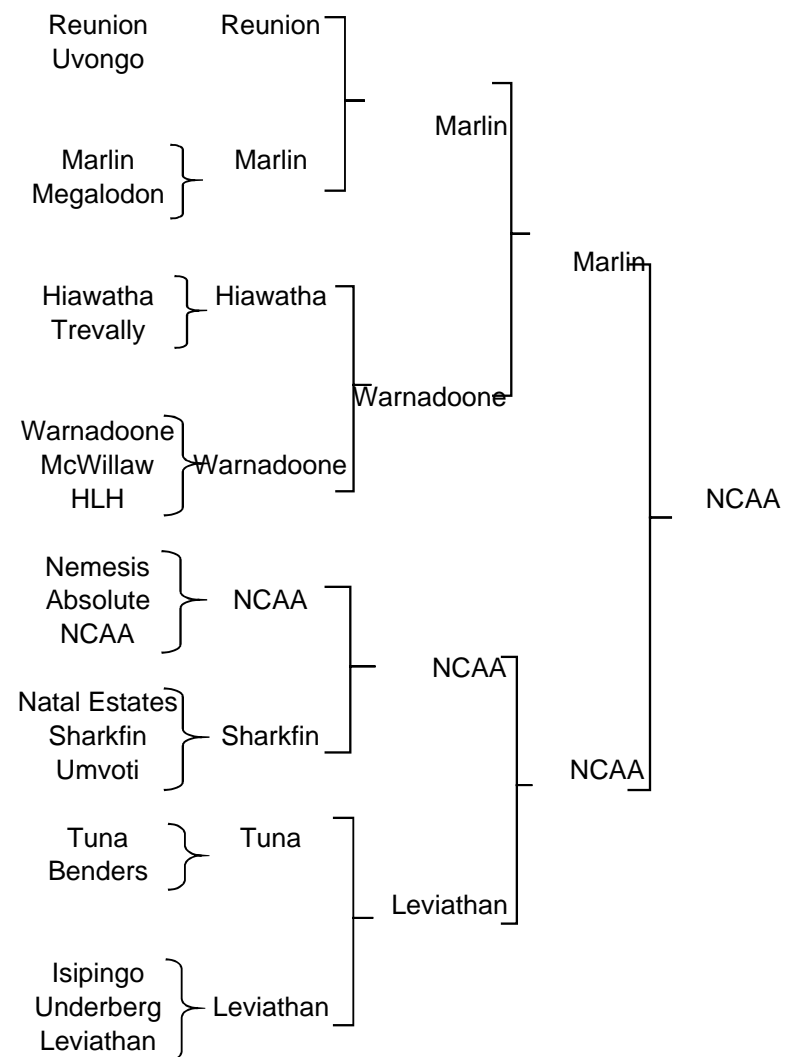 Reunion Reunion
Uvongo
Marlin
Marlin Marlin
Megalodon
Marlin
Hiawatha Hiawatha
Trevally
Warnadoone
Warnadoone
McWillaw Warnadoone
HLH
NCAA
Nemesis
Absolute NCAA
NCAA
NCAA
Natal Estates
Sharkfin Sharkfin
Umvoti
NCAA
Tuna Tuna
Benders
Leviathan
Isipingo
Underberg Leviathan
Leviathan